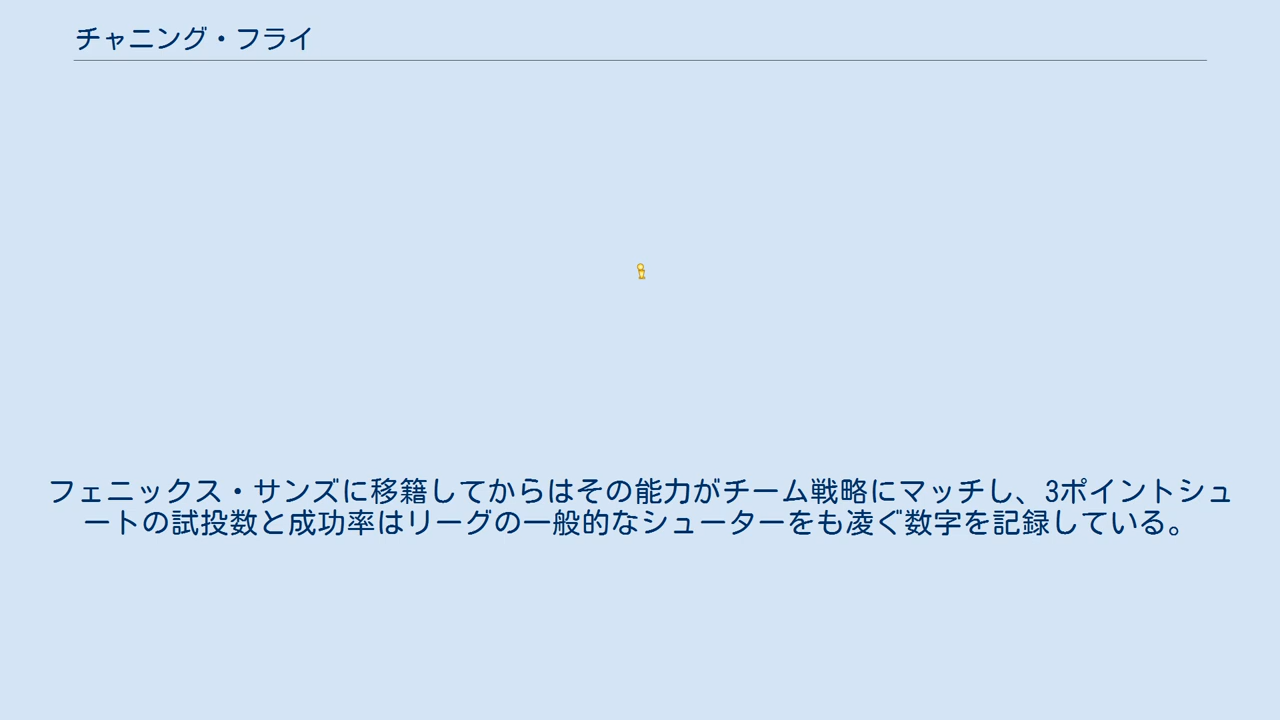 チャニング・フライ
フェニックス・サンズに移籍してからはその能力がチーム戦略にマッチし、3ポイントシュ
ートの試投数と成功率はリーグの一般的なシューターをも凌ぐ数字を記録している。